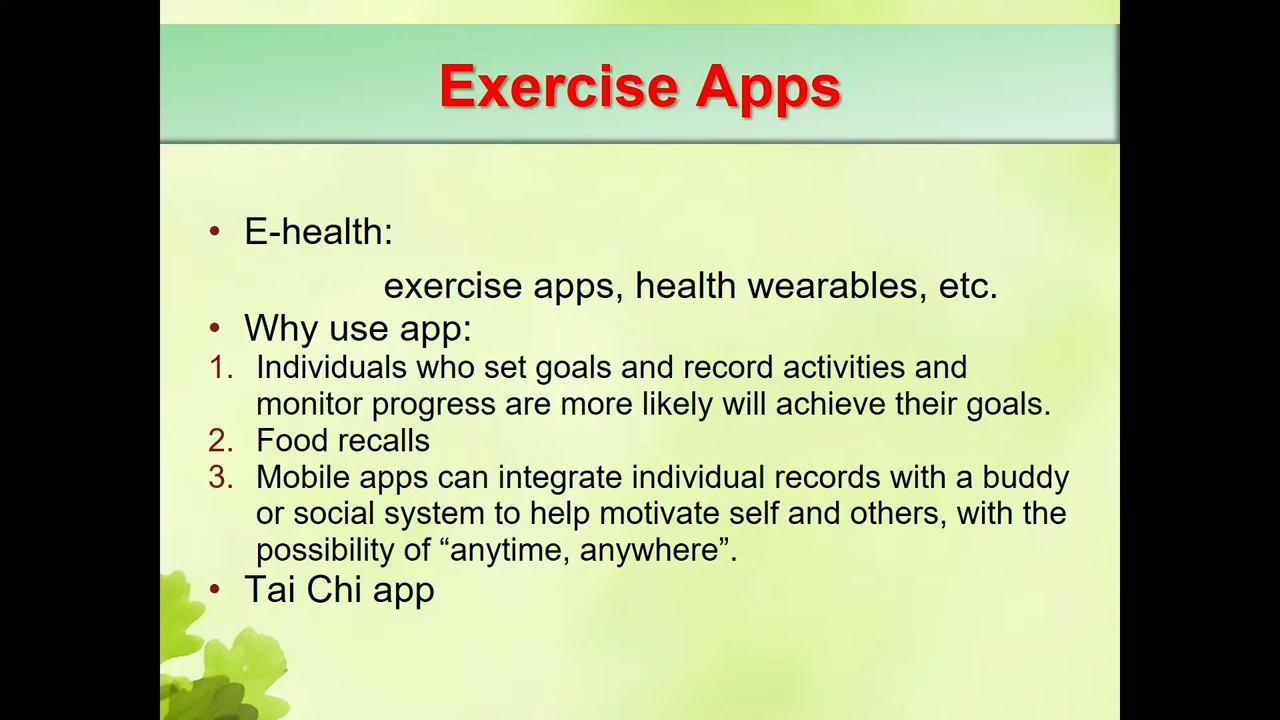 Exercise Apps
• E-health:
exercise apps, health wearables, etc.
• Why use app:
1. Individuals who set goals and record activities and
monitor progress are more likely will achieve their goals.
2. Food recalls
3. Mobile apps can integrate individual records with a buddy
or social system to help motivate self and others, with the
possibility of “anytime, anywhere”.
• Tai Chi app